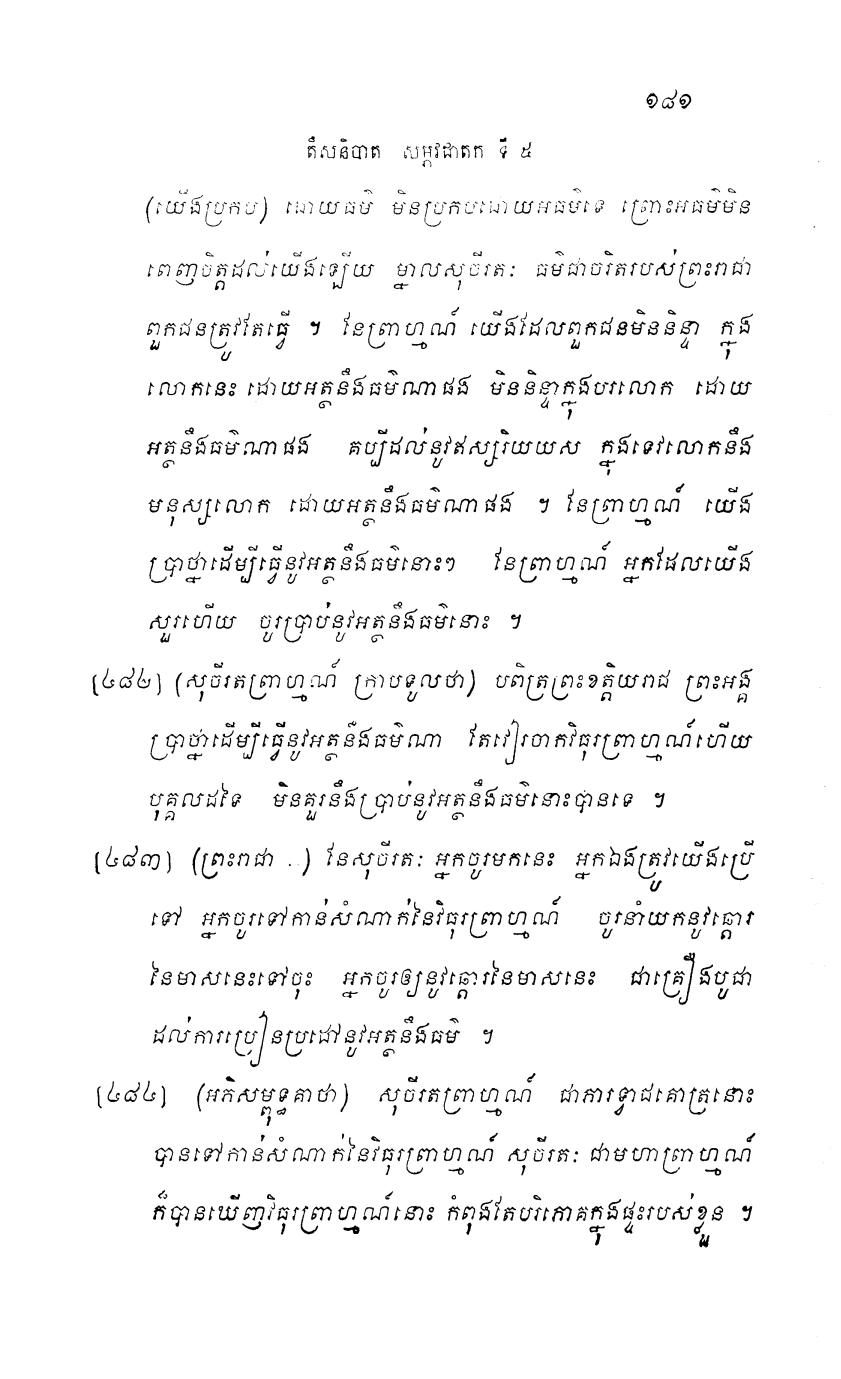 ១៨១
តឹសនិបាត សម្ភវជាតក ទី ៥
(យើងប្រកប) ដោយធម៌ មិនប្រកបដោយអធម៌ទេ ព្រោះអធម៌មិន
ពេញចិត្តដល់យើងឡើយ ម្នាលសុចីរតៈ ធម៌ជាចរិតរបស់ព្រះរាជា
ពួកជនត្រូវតែធ្វើ ។ នែព្រាហ្មណ៍ យើងដែលពួកជនមិននិន្ទា ក្នុង
លោកនេះ ដោយអត្ថនឹងធម៌ណាផង មិននិន្ទាក្នុងបរលោក ដោយ
អត្ថនឹងធម៌ណាផង គប្បីដល់នូវឥស្សរិយយស ក្នុងទេវលោកនឹង
មនុស្សលោក ដោយអត្ថនឹងធម៌ណាផង ។ នែព្រាហ្មណ៍ យើង
ប្រាថ្នាដើម្បីធ្វើនូវអត្ថនឹងធម៌នោះៗ នែព្រាហ្មណ៍ អ្នកដែលយើង
សួរហើយ ចូរប្រាប់នូវអត្ថនឹងធម៌នោះ ។
[៤៨២] (សុចីរតព្រាហ្មណ៍ ក្រាបទូលថា) បពិត្រព្រះខត្តិយរាជ ព្រះអង្គ
ប្រាថ្នាដើម្បីធ្វើនូវអត្ថនឹងធម៌ណា តែវៀរចាកវិធុរព្រាហ្មណ៍ហើយ
បុគ្គលដទៃ មិនគួរនឹងប្រាប់នូវអត្ថនឹងធម៌នោះបានទេ ។
[៤៨៣] (ព្រះរាជា ..) នែសុចីរតៈ អ្នកចូរមកនេះ អ្នកឯងត្រូវយើងប្រើ
ទៅ អ្នកចូរទៅកាន់សំណាក់នៃវិធុរព្រាហ្មណ៍ ចូរនាំយកនូវឆ្តោរ
នៃមាសនេះទៅចុះ អ្នកចូរឲ្យនូវឆ្តោរនៃមាសនេះ ជាគ្រឿងបូជា
ដល់ការប្រៀនប្រដៅនូវអត្ថនឹងធម៌ ។
[៤៨៤] (អភិសម្ពុទ្ធគាថា) សុចីរតព្រាហ្មណ៍ ជាភារទ្វាជគោត្រនោះ
បានទៅកាន់សំណាក់នៃវិធុរព្រាហ្មណ៍ សុចីរតៈ ជាមហាព្រាហ្មណ៍
ក៏បានឃើញវិធុរព្រាហ្មណ៍នោះ កំពុងតែបរិភោគក្នុងផ្ទះរបស់ខ្លួន ។